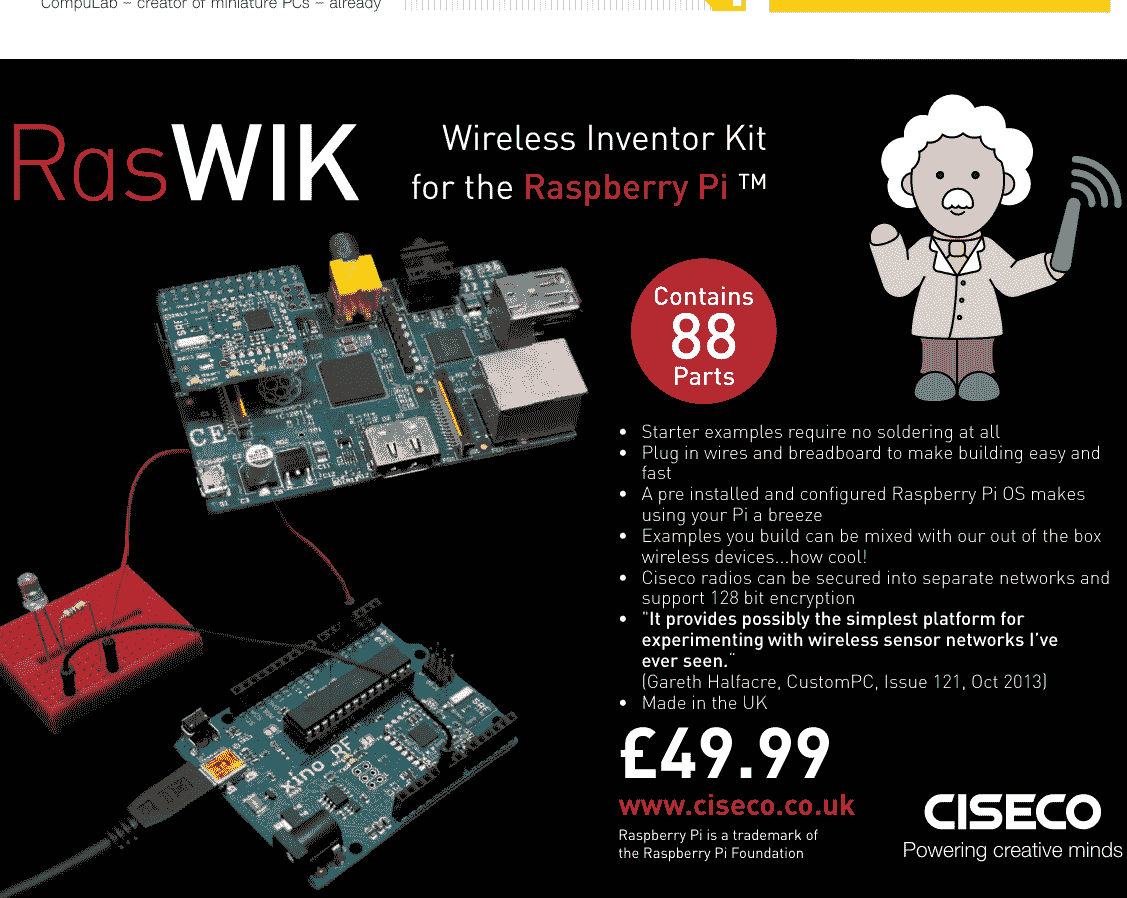 CompuLab – creator of miniature PCs – already
RasWIK
Wireless Inventor Kit
for the Raspberry Pi ™
Contains
88
Parts
• Starter examples require no soldering at all
• Plug in wires and breadboard to make building easy and
fast
• A pre installed and configured Raspberry Pi OS makes
using your Pi a breeze
• Examples you build can be mixed with our out of the box
wireless devices...how cool!
• Ciseco radios can be secured into separate networks and
support 128 bit encryption
• "It provides possibly the simplest platform for
experimenting with wireless sensor networks I've
ever seen."
(Gareth Halfacre, CustomPC, Issue 121, Oct 2013)
• Made in the UK
£49.99
www.ciseco.co.uk
Raspberry Pi is a trademark of
the Raspberry Pi Foundation
CISECO
Powering creative minds
CE
xino RF
SRF